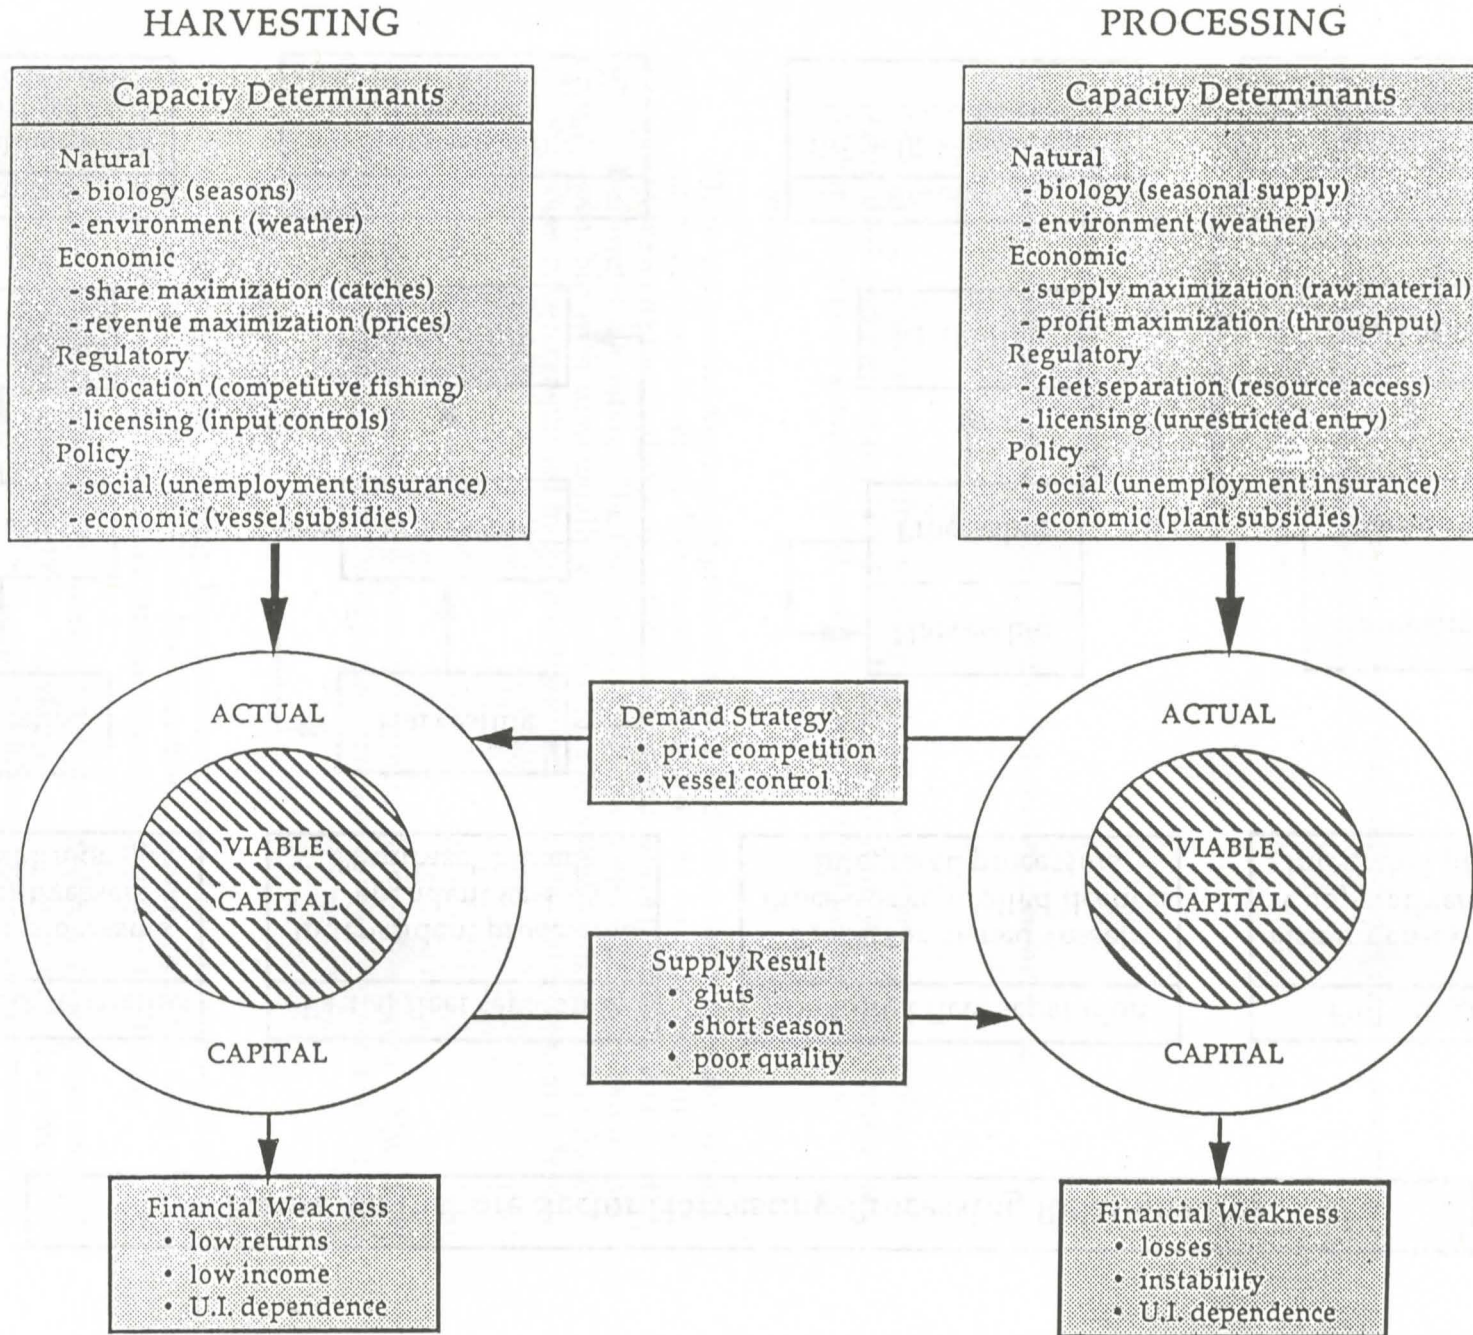 HARVESTING
Capacity Determinants
Natural
- biology (seasons)
- environment (weather)
Economic
- share maximization (catches)
- revenue maximization (prices)
Regulatory
- allocation (competitive fishing)
- licensing (input controls)
Policy
- social (unemployment insurance)
- economic (vessel subsidies)
PROCESSING
Capacity Determinants
Natural
- biology (seasonal supply)
- environment (weather)
Economic
- supply maximization (raw material)
- profit maximization (throughput)
Regulatory
- fleet separation (resource access)
- licensing (unrestricted entry)
Policy
- social (unemployment insurance)
- economic (plant subsidies)
ACTUAL
VIABLE
CAPITAL
CAPITAL
Demand Strategy
• price competition
• vessel control
Supply Result
• gluts
• short season
• poor quality
ACTUAL
VIABLE
CAPITAL
CAPITAL
Financial Weakness
• low returns
• low income
• U.I. dependence
Financial Weakness
• losses
• instability
• U.I. dependence